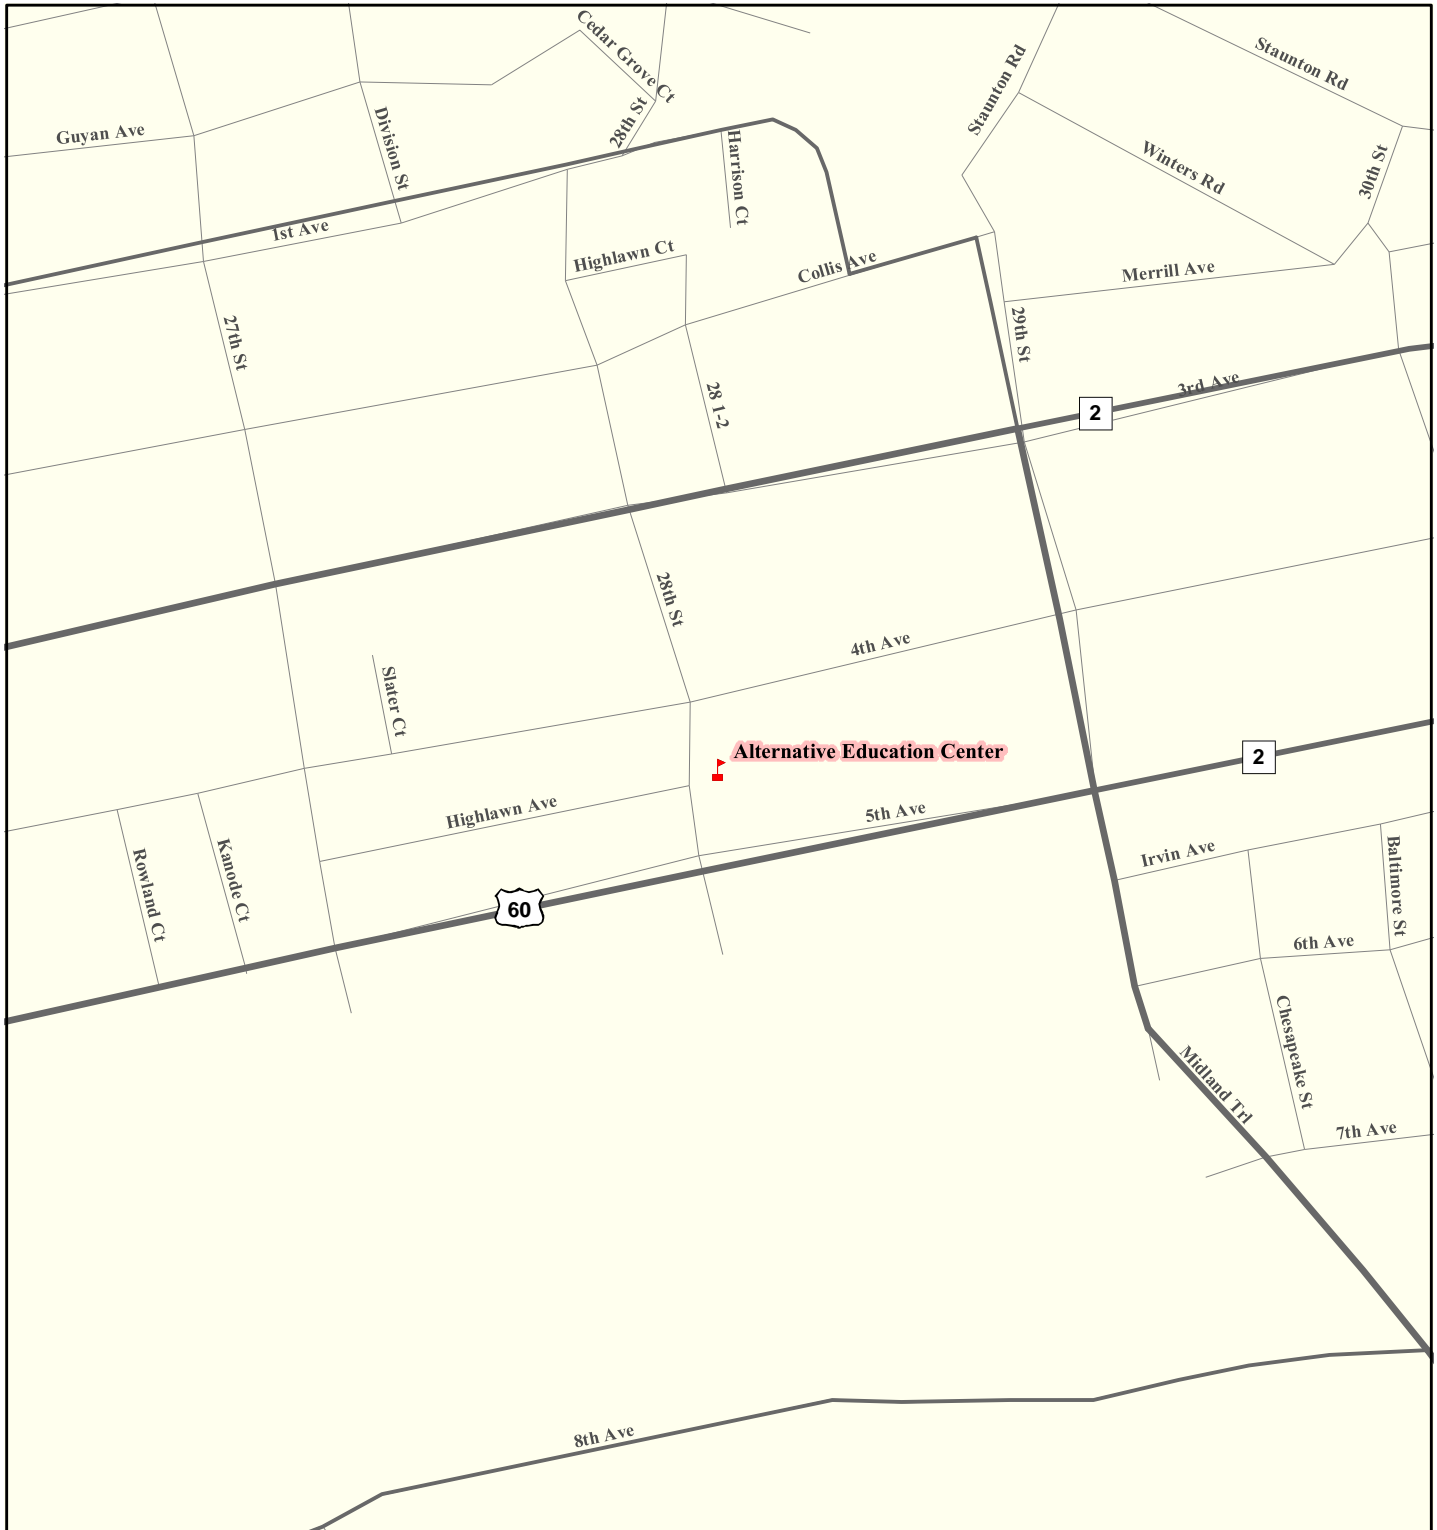 Cedar Grove Ct
Staunton Rd
Staunton Rd
Guyan Ave
Division St
28th St
Harrison Ct
Winters Rd
30th St
1st Ave
Highlawn Ct
Collis Ave
Merrill Ave
27th St
29th St
28 1-2
3rd Ave
2
28th St
4th Ave
Slater Ct
Alternative Education Center
2
Highlawn Ave
5th Ave
Rowland Ct
Kanode Ct
Irvin Ave
Baltimore St
60
6th Ave
Chesapeake St
Midland Trl
7th Ave
8th Ave